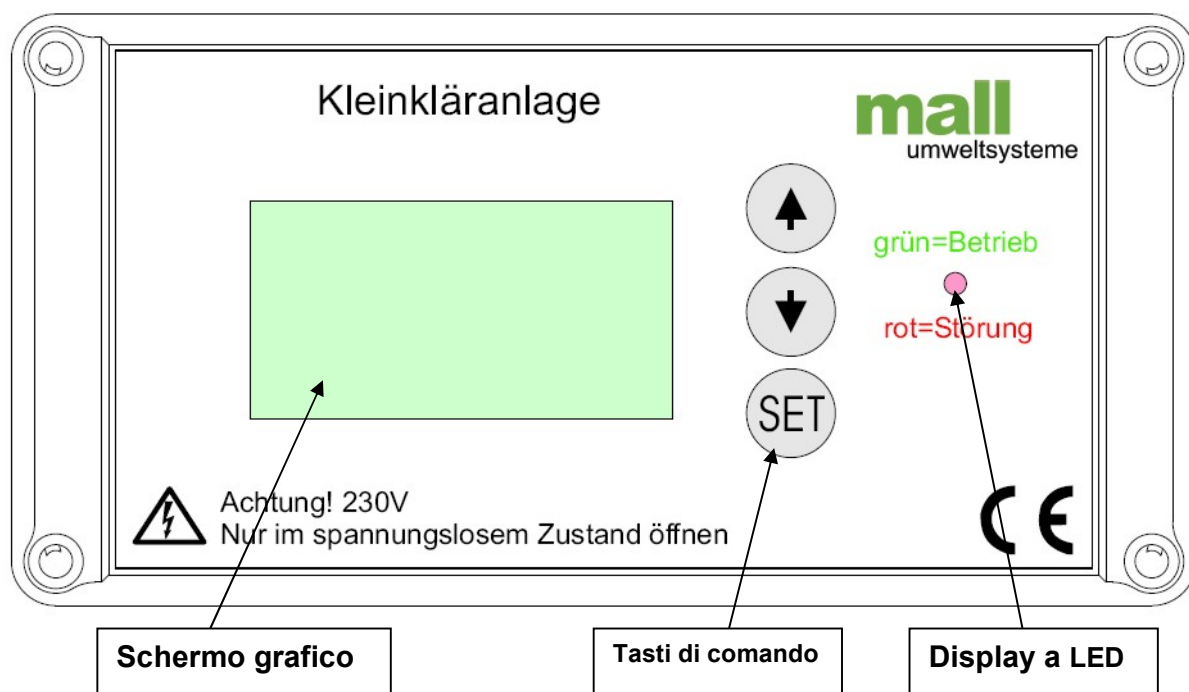 Kleinkläranlage
mall
umweltsysteme
grün=Betrieb
rot=Störung
SET
Achtung! 230V
Nur im spannungslosem Zustand öffnen
CE
Schermo grafico
Tasti di comando
Display a LED